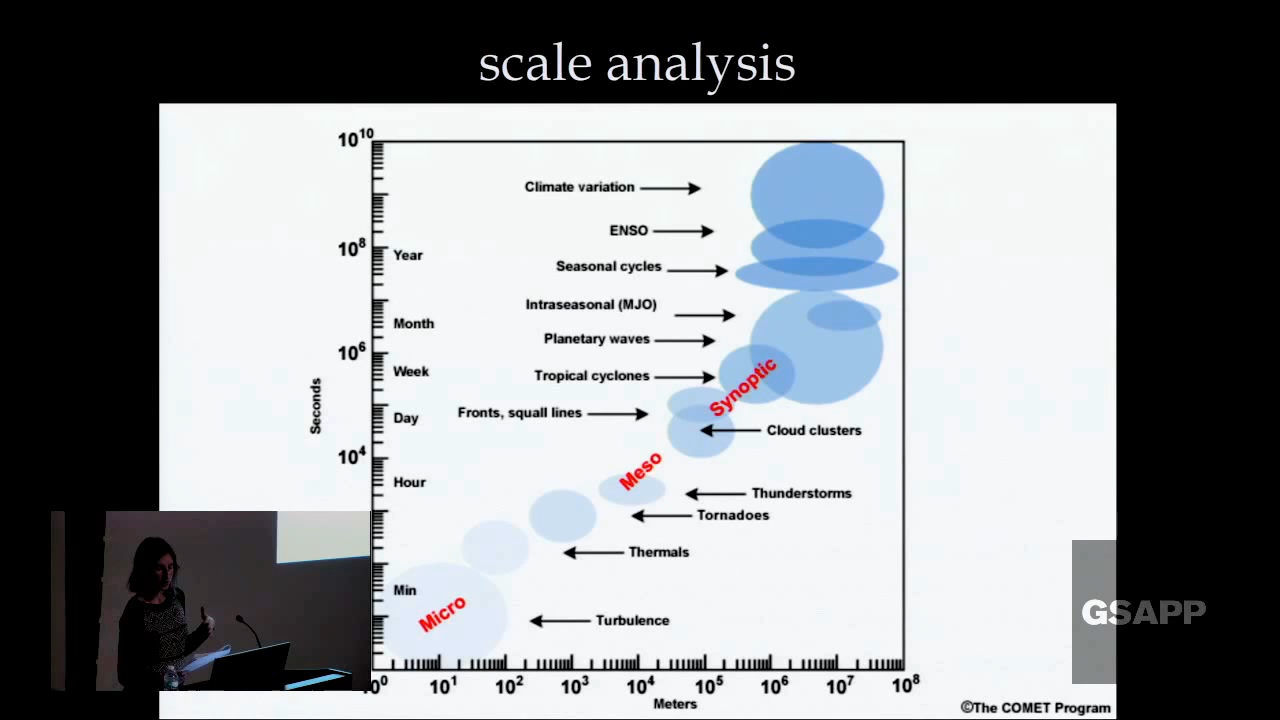 scale analysis
10^10
Climate variation
ENSO
10^8
Year
Seasonal cycles
Intraseasonal (MJO)
Month
Planetary waves
10^6
Week
Tropical cyclones
Synoptic
Seconds
Day
Fronts, squall lines
Cloud clusters
10^4
Meso
Hour
Thunderstorms
Tornadoes
Thermals
Min
Micro
Turbulence
GSAPP
10^0 10^1 10^2 10^3 10^4 10^5 10^6 10^7 10^8
Meters
©The COMET Program